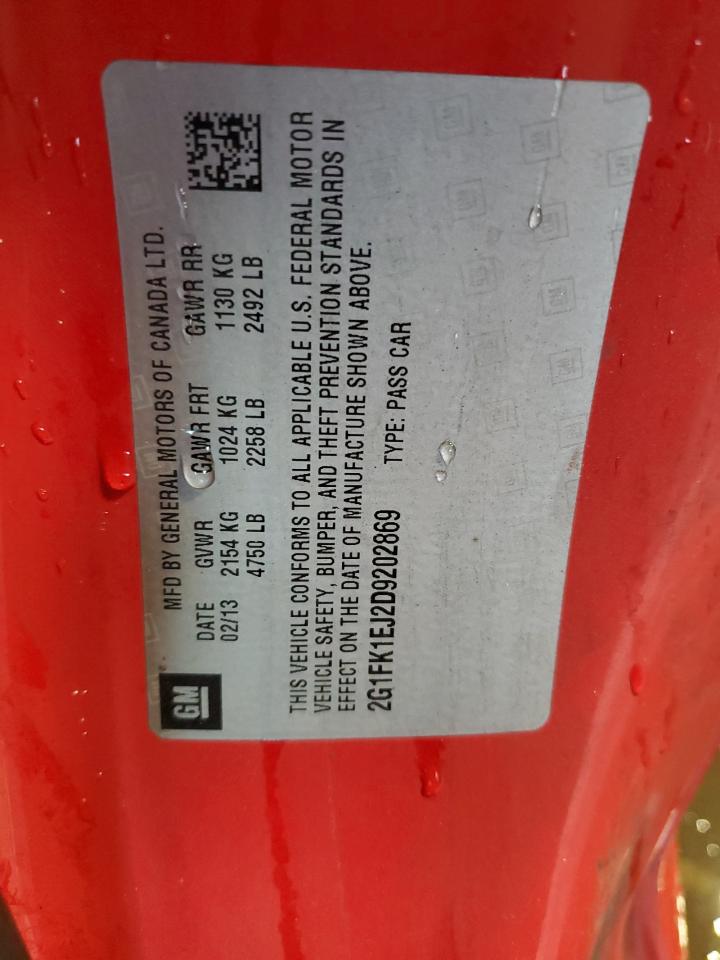 GM
MFD BY GENERAL MOTORS OF CANADA LTD.
DATE GVWR GAWR FRT GAWR RR
02/13 2154 KG 1024 KG 1130 KG
4750 LB 2258 LB 2492 LB
THIS VEHICLE CONFORMS TO ALL APPLICABLE U.S. FEDERAL MOTOR
VEHICLE SAFETY, BUMPER, AND THEFT PREVENTION STANDARDS IN
EFFECT ON THE DATE OF MANUFACTURE SHOWN ABOVE.
2G1FK1EJ2D9202869 TYPE: PASS CAR